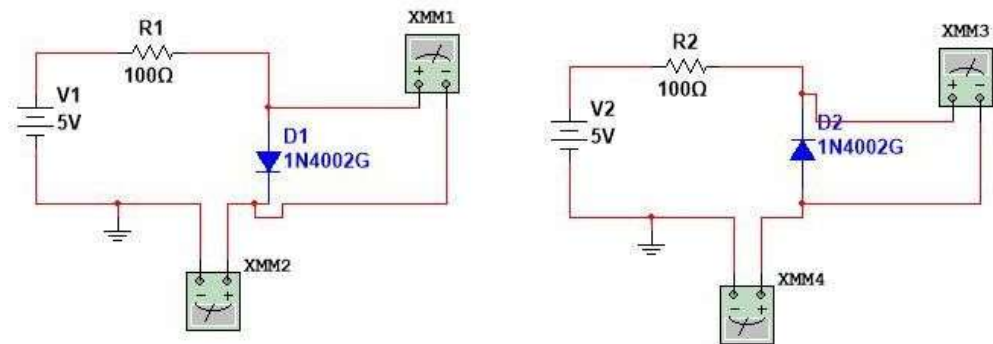 XMM1
R1
100Ω
V1
5V
D1
1N4002G
+ −
XMM2
− +
XMM3
R2
100Ω
V2
5V
D2
1N4002G
+ −
XMM4
− +